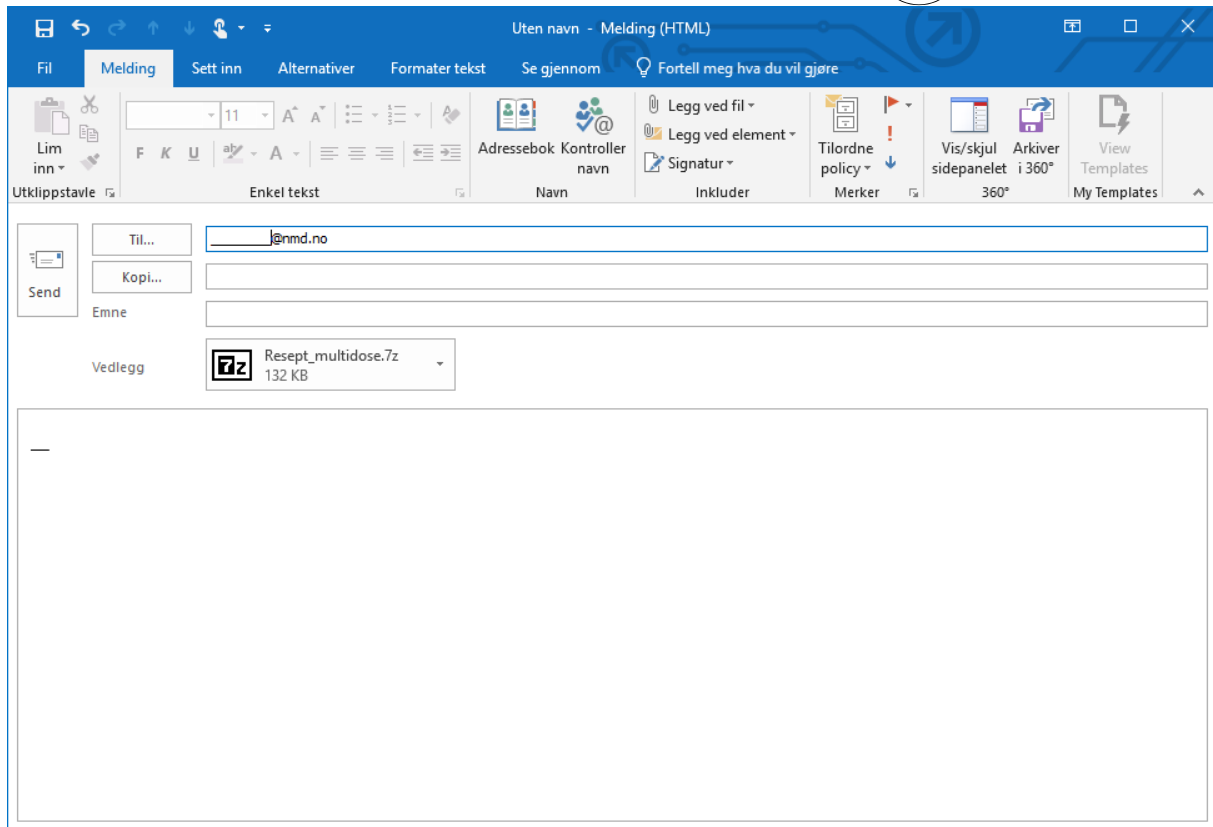 Uten navn - Melding (HTML)
Fil Melding Sett inn Alternativer Formater tekst Se gjennom Fortell meg hva du vil gjøre
Lim inn
11
F K U
Adressebok
Kontroller navn
Legg ved fil
Legg ved element
Signatur
Tilordne policy
Vis/skjul sidepanelet
Arkiver i 360°
View Templates
Utklippstavle Enkel tekst Navn Inkluder Merker 360° My Templates
Send
Til... ________@nmd.no
Kopi...
Emne
Vedlegg
7z
Resept_multidose.7z
132 KB